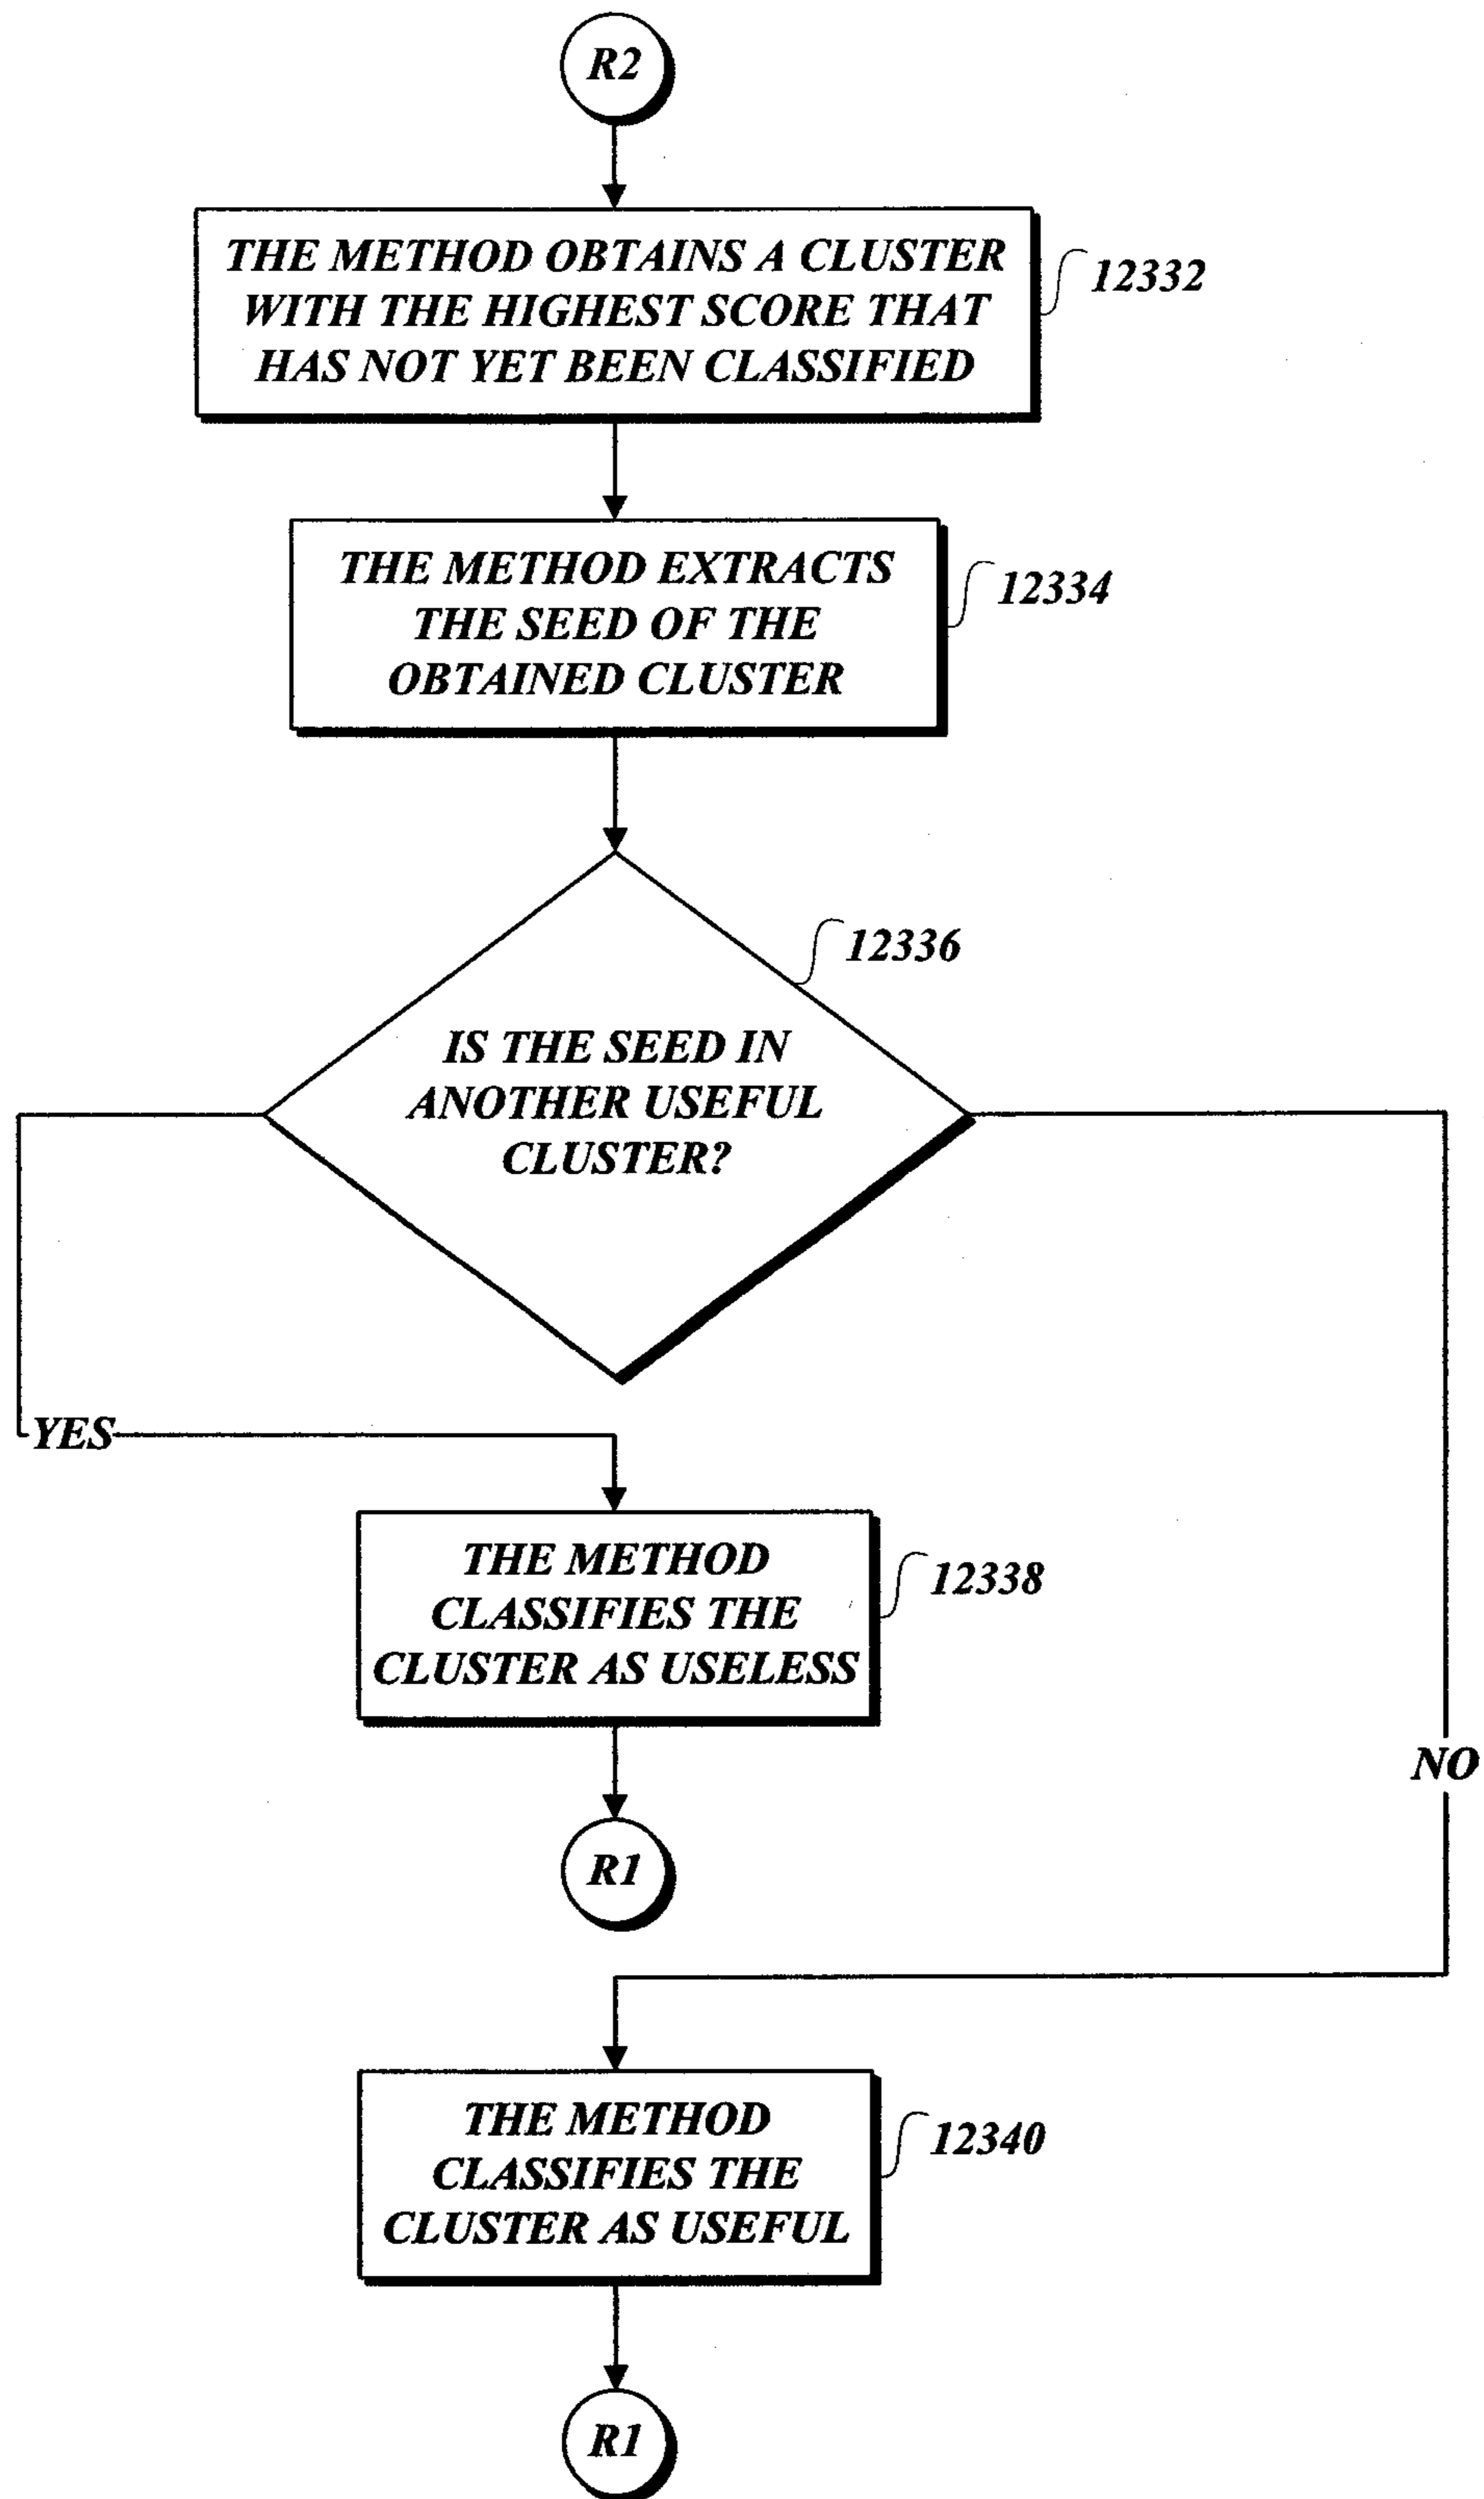 R2
THE METHOD OBTAINS A CLUSTER
WITH THE HIGHEST SCORE THAT
HAS NOT YET BEEN CLASSIFIED
12332
THE METHOD EXTRACTS
THE SEED OF THE
OBTAINED CLUSTER
12334
12336
IS THE SEED IN
ANOTHER USEFUL
CLUSTER?
YES
THE METHOD
CLASSIFIES THE
CLUSTER AS USELESS
12338
NO
R1
THE METHOD
CLASSIFIES THE
CLUSTER AS USEFUL
12340
R1